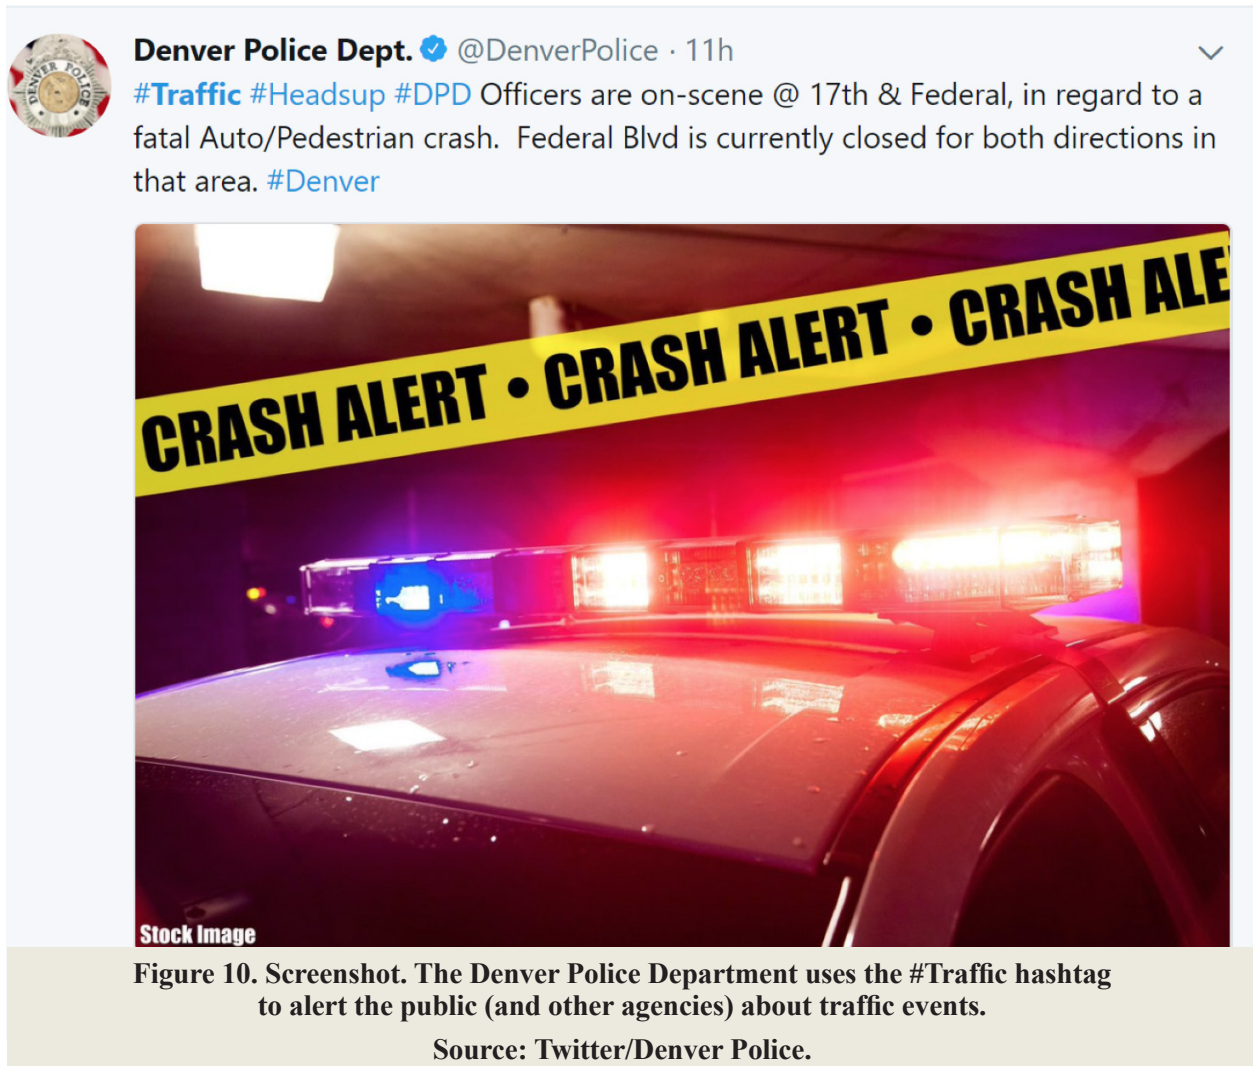 Denver Police Dept. @DenverPolice · 11h
#Traffic #Headsup #DPD Officers are on-scene @ 17th & Federal, in regard to a
fatal Auto/Pedestrian crash.  Federal Blvd is currently closed for both directions in
that area. #Denver
DENVER POLICE
CRASH ALERT • CRASH ALERT • CRASH ALE
Stock Image
Figure 10. Screenshot. The Denver Police Department uses the #Traffic hashtag
to alert the public (and other agencies) about traffic events.
Source: Twitter/Denver Police.